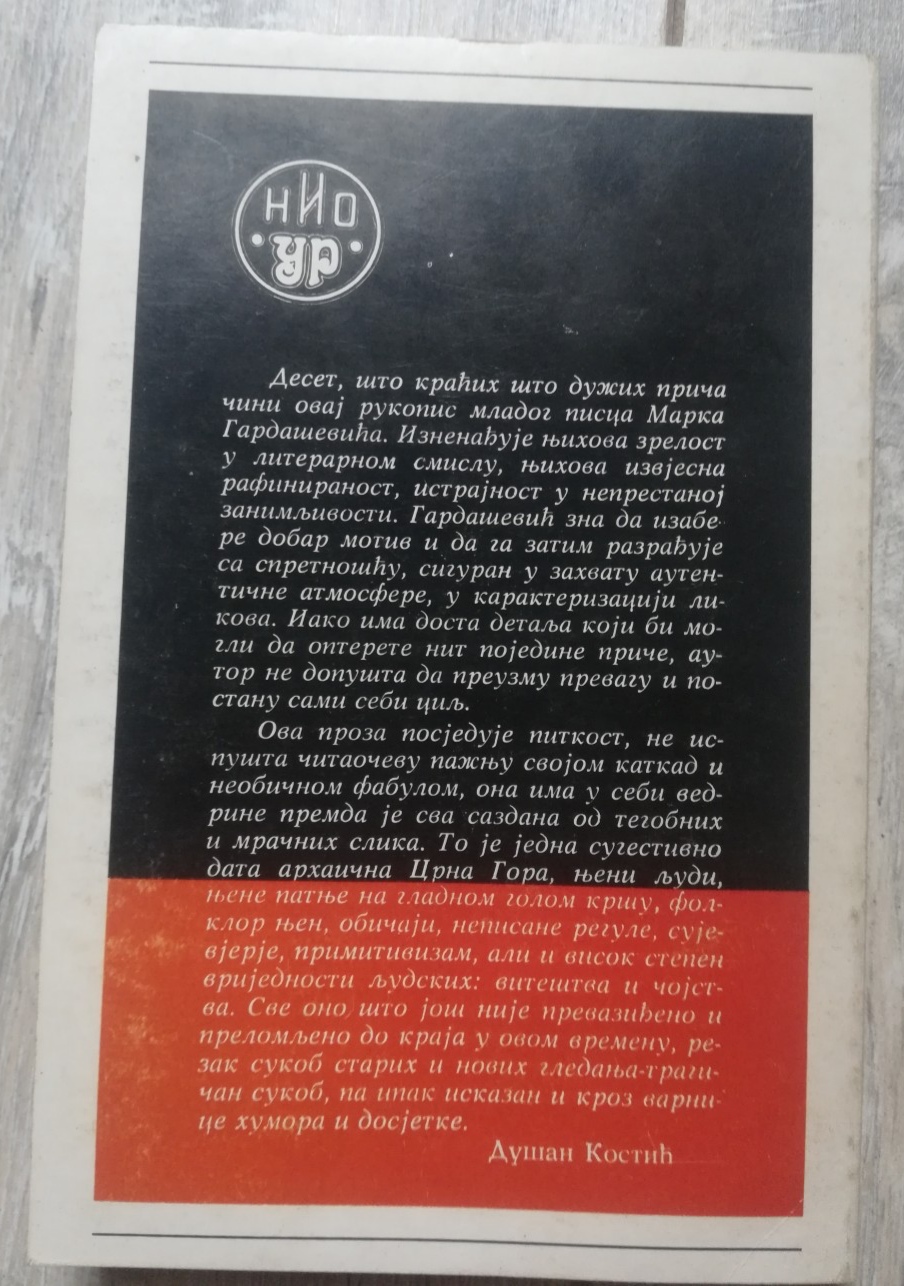 НИО
УР
Десет, што краћих што дужих прича
чини овај рукопис младог писца Марка
Гардашевића. Изненађује њихова зрелост
у литерарном смислу, њихова извјесна
рафинираност, истрајност у непрестаној
занимљивости. Гардашевић зна да изабе-
ре добар мотив и да га затим разрађује
са спретношћу, сигуран у захвату аутен-
тичне атмосфере, у карактеризацији ли-
кова. Иако има доста детаља који би мо-
гли да оптерете нит поједине приче, ау-
тор не допушта да преузму превагу и по-
стану сами себи циљ.
Ова проза посједује питкост, не ис-
пушта читаочеву пажњу својом каткад и
необичном фабулом, она има у себи вед-
рине премда је сва саздана од тегобних
и мрачних слика. То је једна сугестивно
дата архаична Црна Гора, њени људи,
њене патње на гладном голом кршу, фол-
клор њен, обичаји, неписане регуле, сује-
вјерје, примитивизам, али и висок степен
вриједности људских: витештва и чојст-
ва. Све оно што још није превазиђено и
преломљено до краја у овом времену, ре-
зак сукоб старих и нових гледања-траги-
чан сукоб, па ипак исказан и кроз варни-
це хумора и досјетке.
Душан Костић